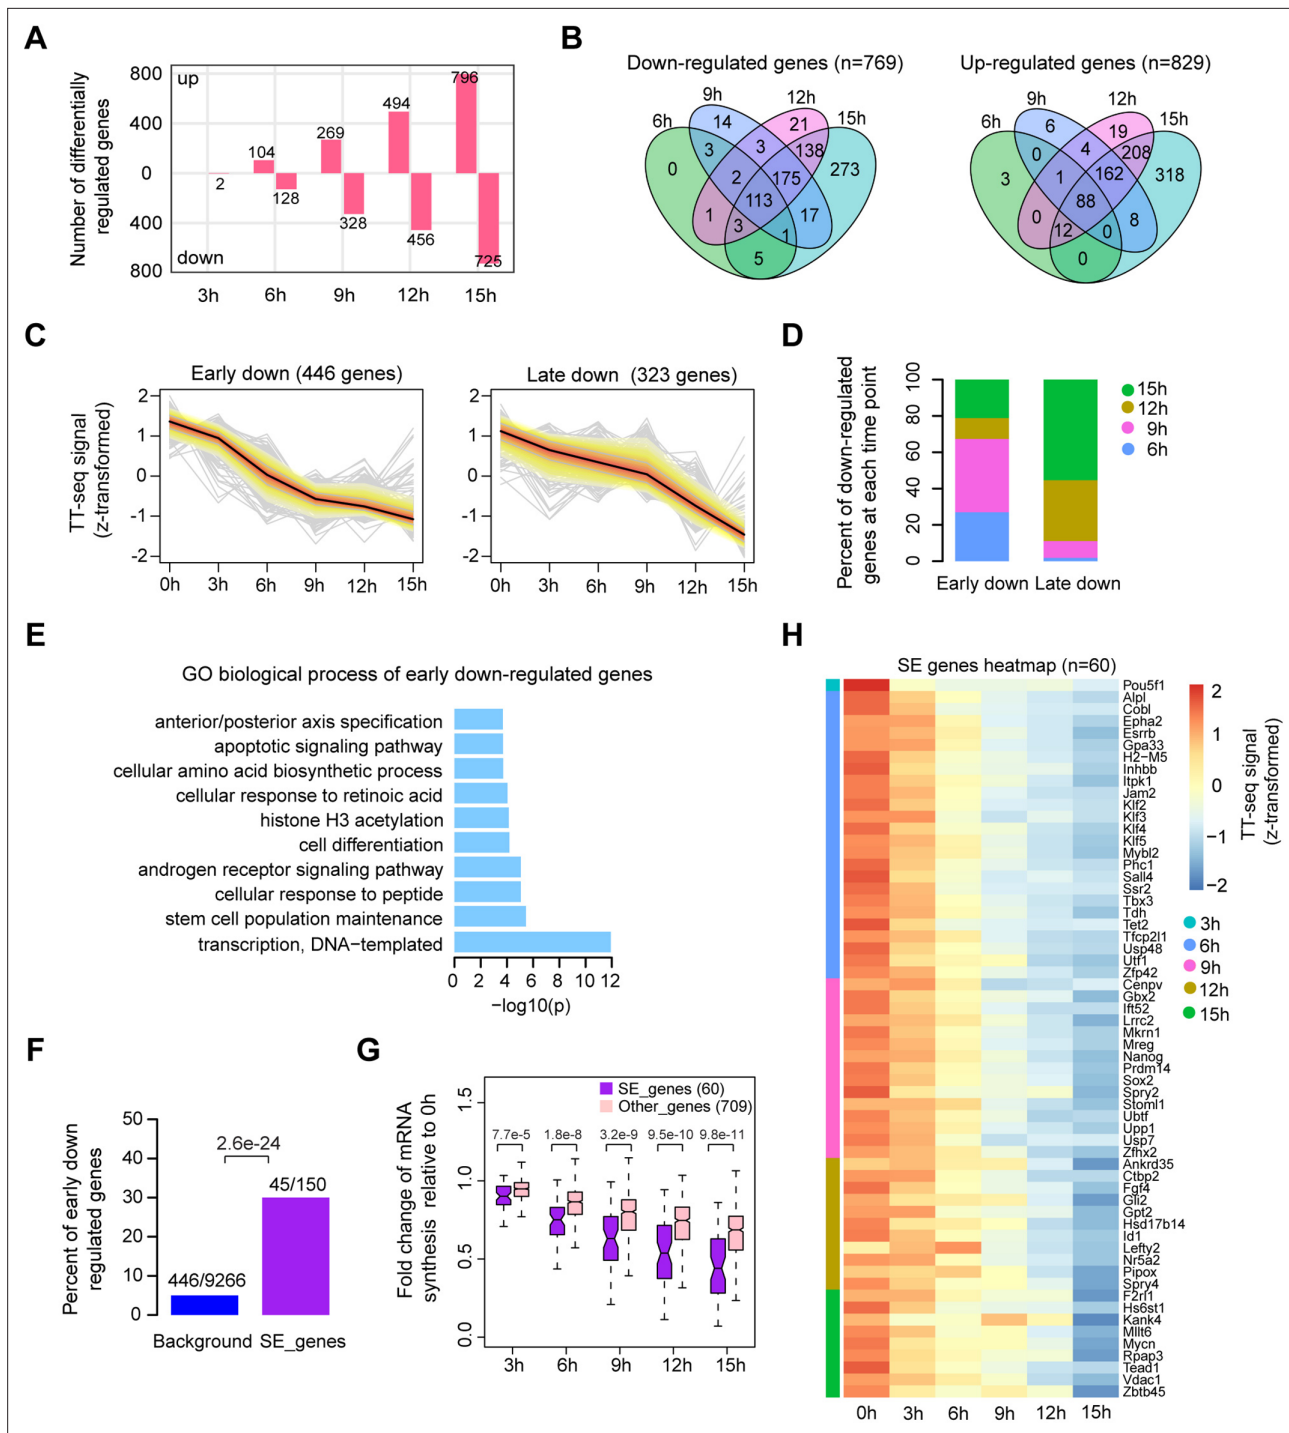 A
Number of differentially
regulated genes
800
400
0
400
800
up
down
2
104
128
269
328
494
456
796
725
3h
6h
9h
12h
15h
B
Down-regulated genes (n=769)
6h
9h
12h
15h
14
21
3
3
138
0
2
175
273
113
1
3
17
1
5
Up-regulated genes (n=829)
6h
9h
12h
15h
6
19
0
4
208
3
1
162
318
88
0
12
0
8
0
C
TT-seq signal
(z-transformed)
Early down (446 genes)
2
1
0
-1
-2
0h 3h 6h 9h 12h 15h
Late down (323 genes)
2
1
0
-1
-2
0h 3h 6h 9h 12h 15h
D
Percent of down-regulated
genes at each time point
100
80
60
40
20
0
Early down Late down
15h
12h
9h
6h
E
GO biological process of early down-regulated genes
anterior/posterior axis specification
apoptotic signaling pathway
cellular amino acid biosynthetic process
cellular response to retinoic acid
histone H3 acetylation
cell differentiation
androgen receptor signaling pathway
cellular response to peptide
stem cell population maintenance
transcription, DNA−templated
0 2 4 6 8 10 12
−log10(p)
F
Percent of early down
regulated genes
50
40
30
20
10
0
2.6e-24
45/150
446/9266
Background SE_genes
G
Fold change of mRNA
synthesis relative to 0h
1.5
1.0
0.5
0.0
SE_genes (60)
Other_genes (709)
7.7e-5 1.8e-8 3.2e-9 9.5e-10 9.8e-11
3h 6h 9h 12h 15h
H
SE genes heatmap (n=60)
Pou5f1
Alpl
Cobl
Epha2
Esrrb
Gpa33
H2−M5
Inhbb
Itpk1
Jam2
Klf2
Klf3
Klf4
Klf5
Mybl2
Phc1
Sall4
Ssr2
Tbx3
Tdh
Tet2
Tfcp2l1
Usp48
Utf1
Zfp42
Cenpv
Gbx2
Ift52
Lrrc2
Mkrn1
Mreg
Nanog
Prdm14
Sox2
Spry2
Stoml1
Ubtf
Upp1
Usp7
Zfhx2
Ankrd35
Ctbp2
Fgf4
Gli2
Gpt2
Hsd17b14
Id1
Lefty2
Nr5a2
Pipox
Spry4
F2rl1
Hs6st1
Kank4
Mllt6
Mycn
Rpap3
Tead1
Vdac1
Zbtb45
0h 3h 6h 9h 12h 15h
2
1
0
−1
−2
TT-seq signal
(z-transformed)
3h
6h
9h
12h
15h